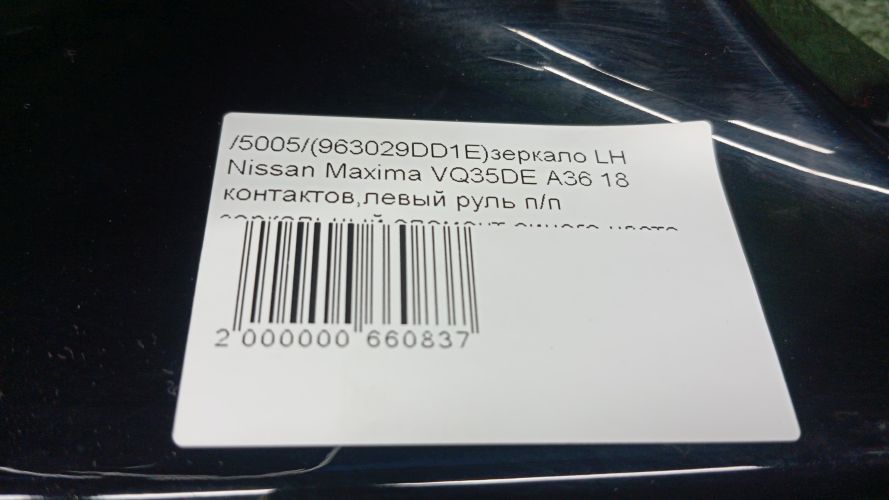 /5005/(963029DD1E)зеркало LH
Nissan Maxima VQ35DE A36 18
контактов,левый руль п/п
2 000000 660837